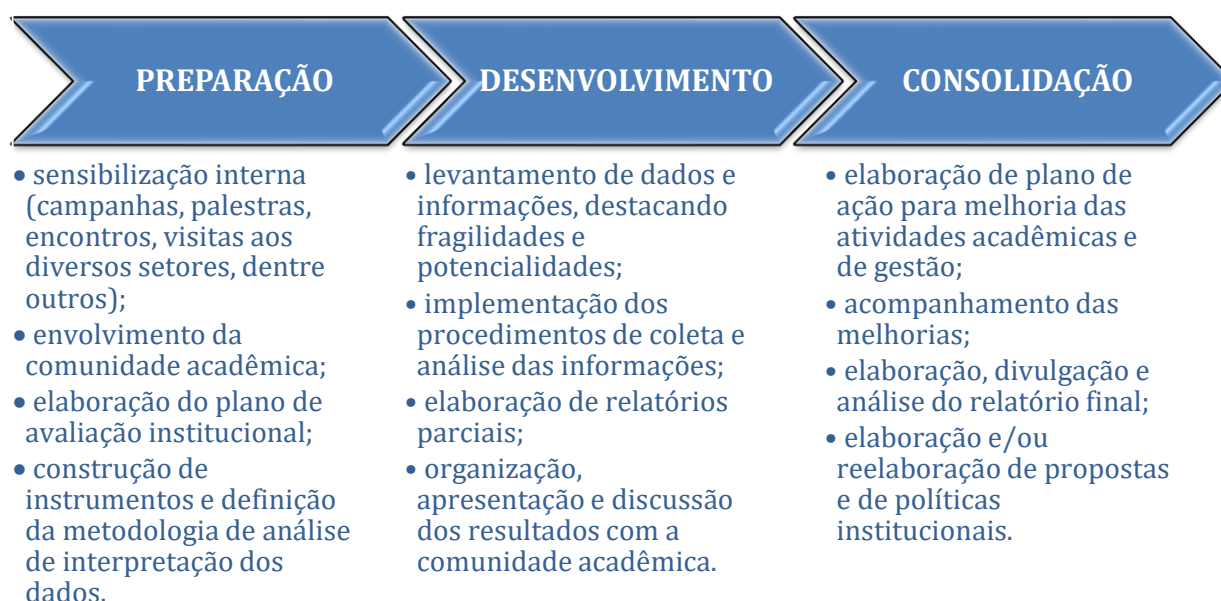 PREPARAÇÃO
• sensibilização interna
(campanhas, palestras,
encontros, visitas aos
diversos setores, dentre
outros);
• envolvimento da
comunidade acadêmica;
• elaboração do plano de
avaliação institucional;
• construção de
instrumentos e definição
da metodologia de análise
de interpretação dos
dados.
DESENVOLVIMENTO
• levantamento de dados e
informações, destacando
fragilidades e
potencialidades;
• implementação dos
procedimentos de coleta e
análise das informações;
• elaboração de relatórios
parciais;
• organização,
apresentação e discussão
dos resultados com a
comunidade acadêmica.
CONSOLIDAÇÃO
• elaboração de plano de
ação para melhoria das
atividades acadêmicas e
de gestão;
• acompanhamento das
melhorias;
• elaboração, divulgação e
análise do relatório final;
• elaboração e/ou
reelaboração de propostas
e de políticas
institucionais.